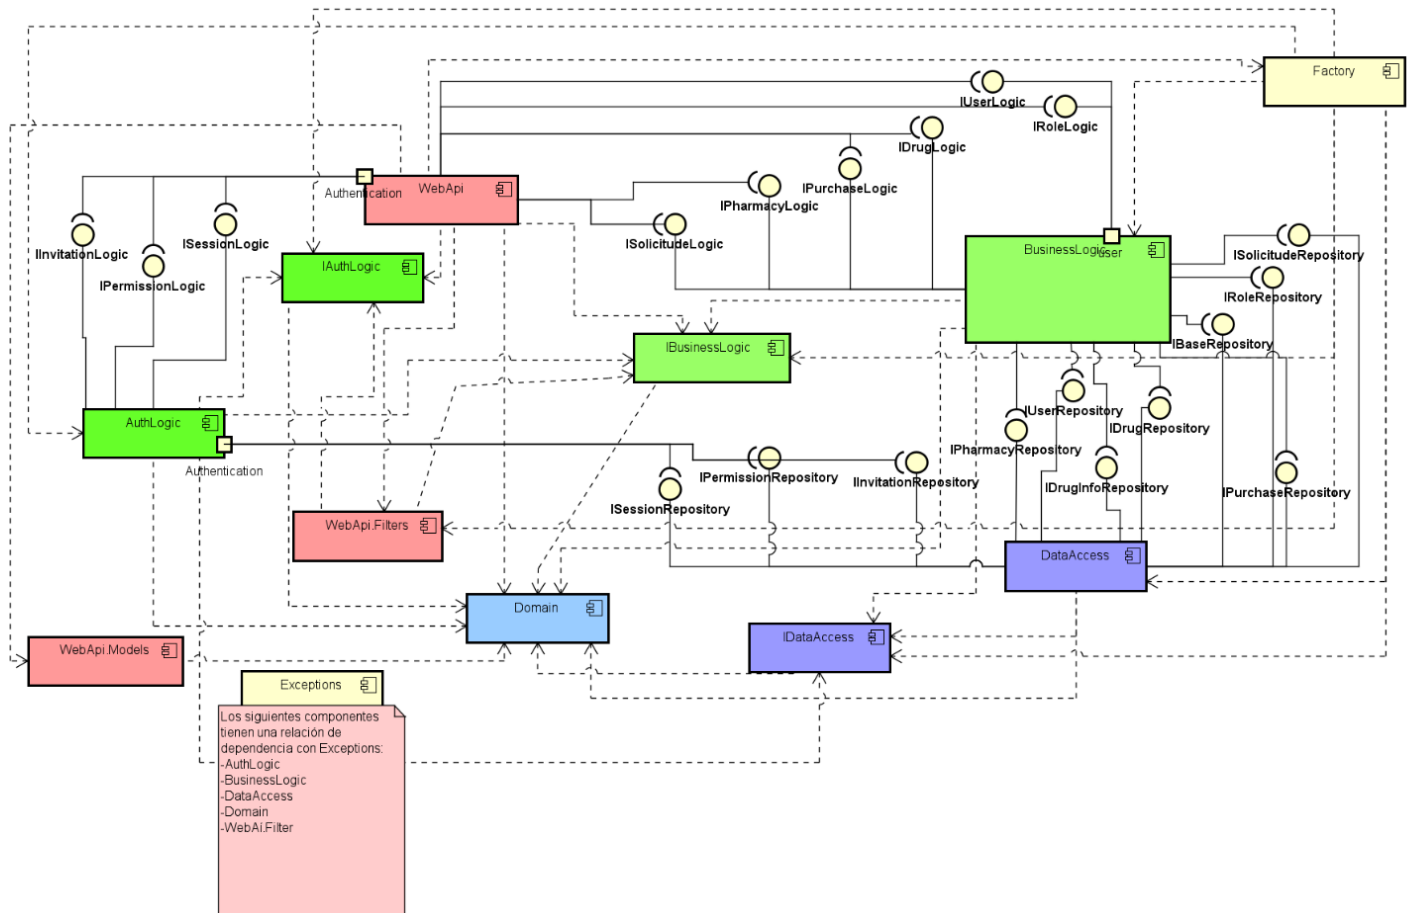 Factory
IUserLogic
IRoleLogic
IDrugLogic
IPurchaseLogic
WebApi
Authentication
IPharmacyLogic
ISolicitudeLogic
ISessionLogic
IInvitationLogic
IPermissionLogic
IAuthLogic
BusinessLogic
user
ISolicitudeRepository
IRoleRepository
IBaseRepository
IBusinessLogic
AuthLogic
Authentication
IUserRepository
IDrugRepository
IPharmacyRepository
IPermissionRepository
IInvitationRepository
IDrugInfoRepository
IPurchaseRepository
ISessionRepository
WebApi.Filters
DataAccess
Domain
IDataAccess
WebApi.Models
Exceptions
Los siguientes componentes
tienen una relación de
dependencia con Exceptions:
-AuthLogic
-BusinessLogic
-DataAccess
-Domain
-WebAí.Filter